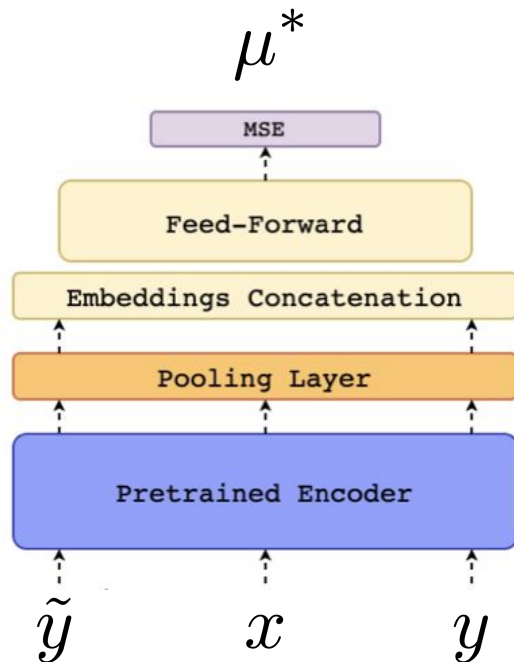 μ*
MSE
Feed-Forward
Embeddings Concatenation
Pooling Layer
Pretrained Encoder
ỹ x y